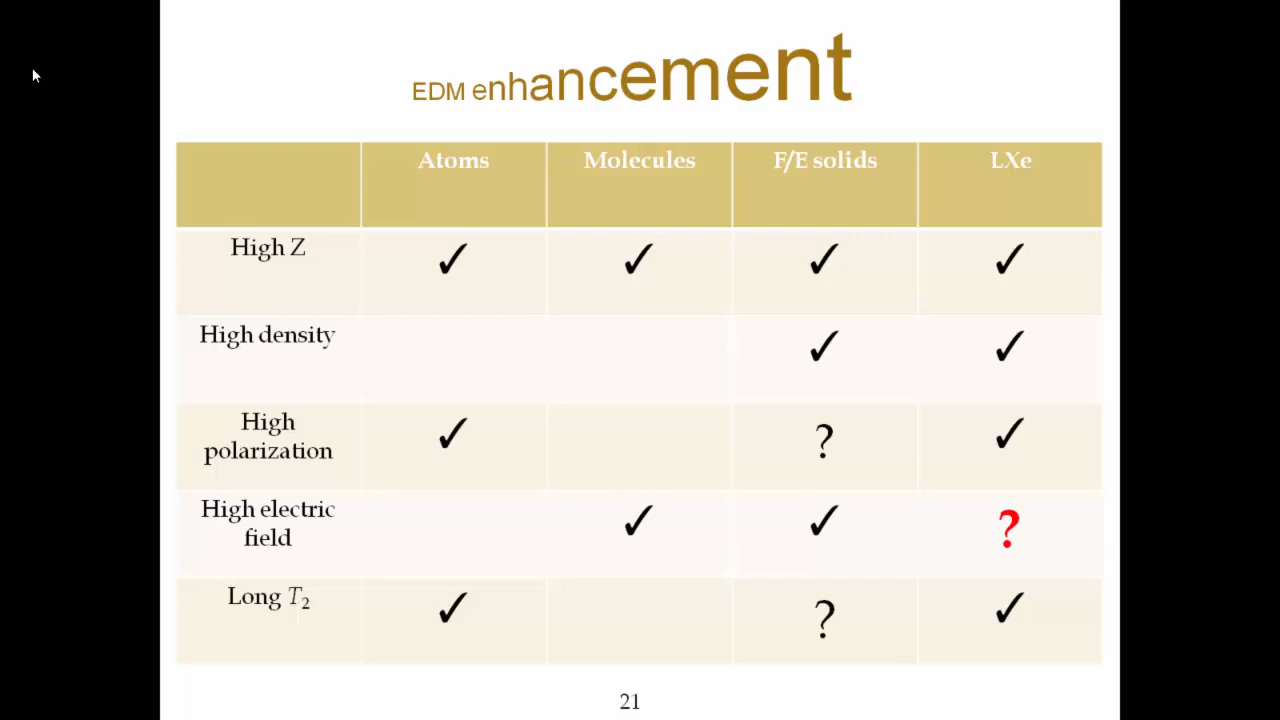 EDM enhancement
Atoms Molecules F/E solids LXe
High Z ✓ ✓ ✓ ✓
High density ✓ ✓
High
polarization ✓ ? ✓
High electric
field ✓ ✓ ?
Long T₂ ✓ ? ✓
21